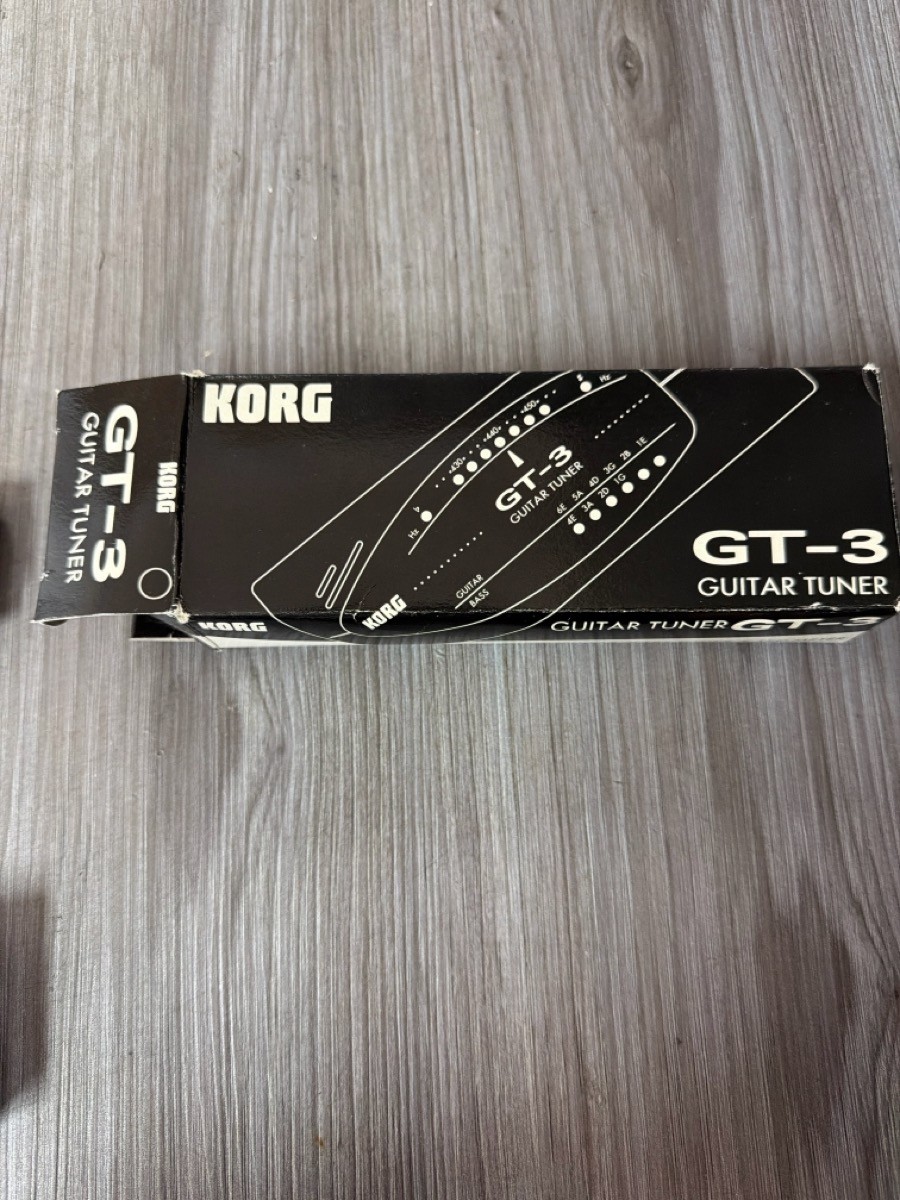 KORG
GT-3
GUITAR TUNER
KORG
GT-3
GUITAR TUNER
Hz ♭
430
440
450
# Hz
GT-3
GUITAR TUNER
6E 5A 4D 3G 2B 1E
4E 3A 2D 1G
GUITAR
BASS
KORG
KORG
GUITAR TUNER GT-3